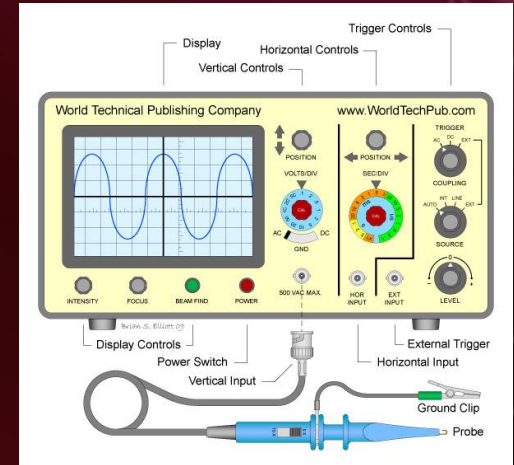 Trigger Controls
Display
Horizontal Controls
Vertical Controls
World Technical Publishing Company
www.WorldTechPub.com
TRIGGER
AC DC EXT
POSITION
POSITION
COUPLING
VOLTS/DIV
SEC/DIV
CAL
CAL
INT LINE
AUTO EXT
AC DC
GND
SOURCE
0
- +
INTENSITY
FOCUS
BEAM FIND
POWER
500 VAC MAX.
HOR
INPUT
EXT
INPUT
LEVEL
Brian S. Elliott 09
Display Controls
External Trigger
Power Switch
Horizontal Input
Vertical Input
Ground Clip
Probe